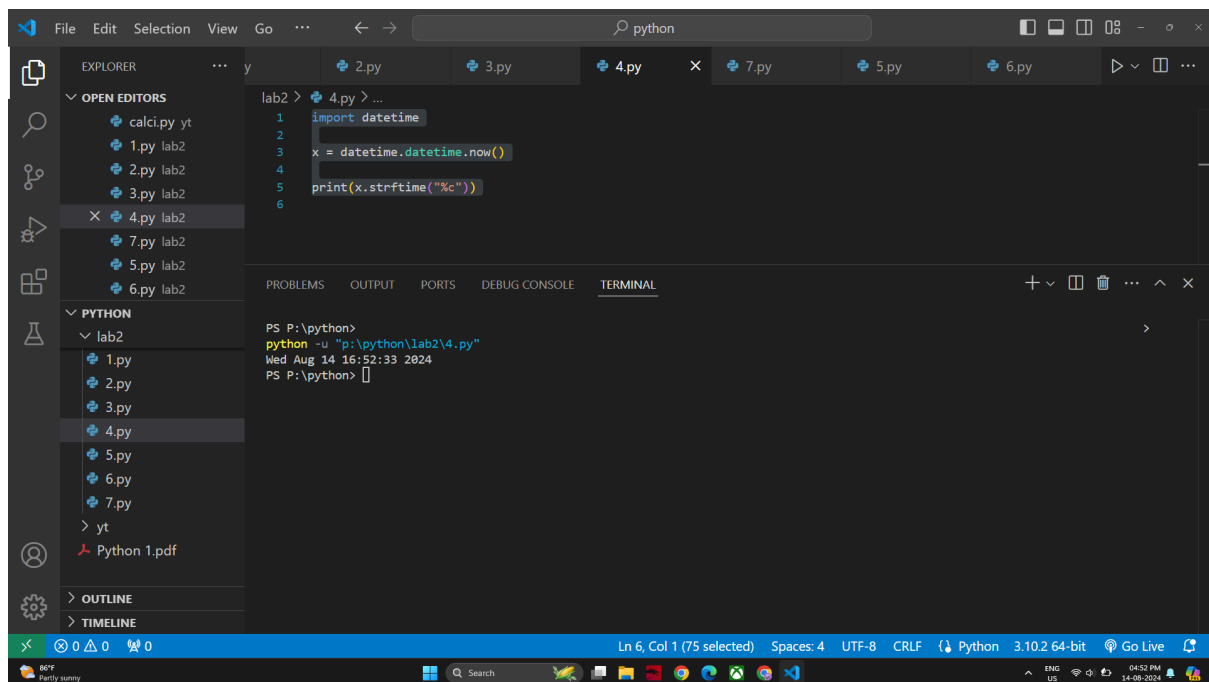 File Edit Selection View Go ··· python
EXPLORER ···
OPEN EDITORS
calci.py yt
1.py lab2
2.py lab2
3.py lab2
4.py lab2
7.py lab2
5.py lab2
6.py lab2
PYTHON
lab2
1.py
2.py
3.py
4.py
5.py
6.py
7.py
yt
Python 1.pdf
OUTLINE
TIMELINE
y 2.py 3.py 4.py 7.py 5.py 6.py
lab2 > 4.py > ...
1 import datetime
2
3 x = datetime.datetime.now()
4
5 print(x.strftime("%c"))
6
PROBLEMS OUTPUT PORTS DEBUG CONSOLE TERMINAL
PS P:\python>
python -u "p:\python\lab2\4.py"
Wed Aug 14 16:52:33 2024
PS P:\python>
0 0 0 Ln 6, Col 1 (75 selected) Spaces: 4 UTF-8 CRLF Python 3.10.2 64-bit Go Live
86°F
Partly sunny
Search
ENG
US
04:52 PM
14-08-2024